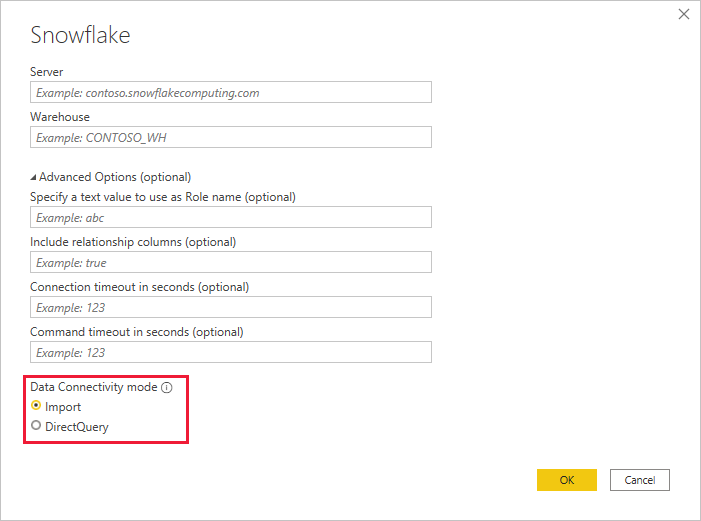 Snowflake
Server
Example: contoso.snowflakecomputing.com
Warehouse
Example: CONTOSO_WH
Advanced Options (optional)
Specify a text value to use as Role name (optional)
Example: abc
Include relationship columns (optional)
Example: true
Connection timeout in seconds (optional)
Example: 123
Command timeout in seconds (optional)
Example: 123
Data Connectivity mode
Import
DirectQuery
OK Cancel